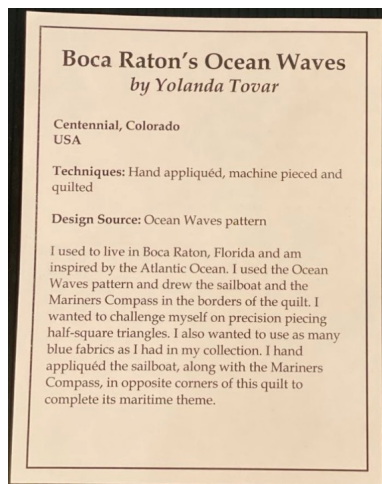 Boca Raton's Ocean Waves
by Yolanda Tovar
Centennial, Colorado
USA
Techniques: Hand appliquéd, machine pieced and
quilted
Design Source: Ocean Waves pattern
I used to live in Boca Raton, Florida and am
inspired by the Atlantic Ocean. I used the Ocean
Waves pattern and drew the sailboat and the
Mariners Compass in the borders of the quilt. I
wanted to challenge myself on precision piecing
half-square triangles. I also wanted to use as many
blue fabrics as I had in my collection. I hand
appliquéd the sailboat, along with the Mariners
Compass, in opposite corners of this quilt to
complete its maritime theme.